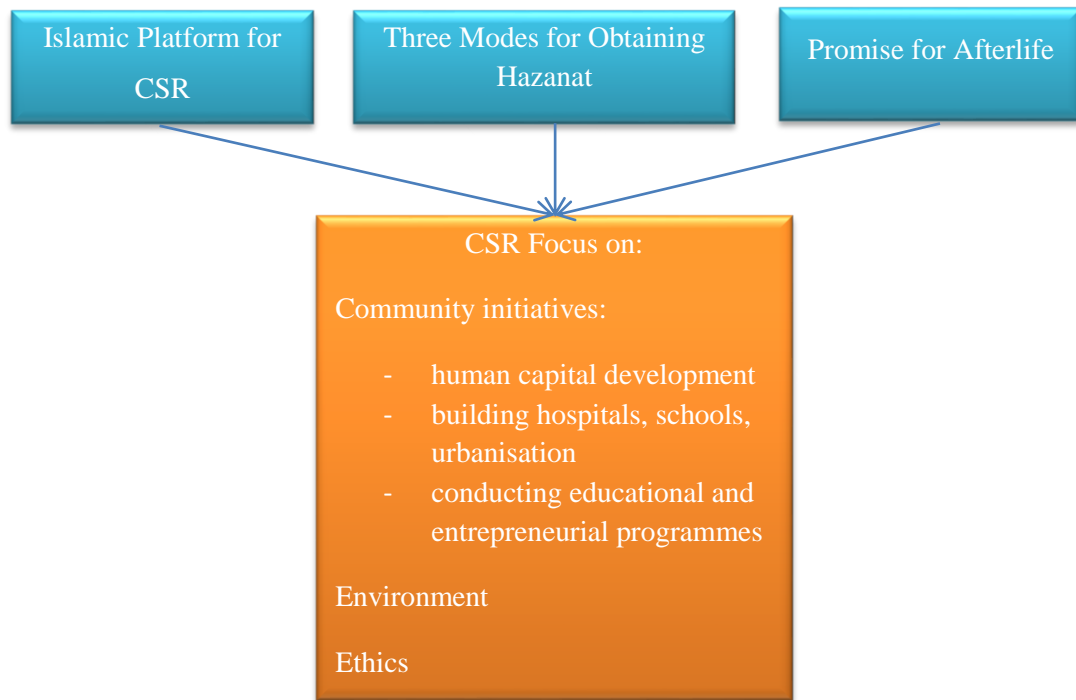 Islamic Platform for
CSR
Three Modes for Obtaining
Hazanat
Promise for Afterlife
CSR Focus on:
Community initiatives:
- human capital development
- building hospitals, schools,
urbanisation
- conducting educational and
entrepreneurial programmes
Environment
Ethics